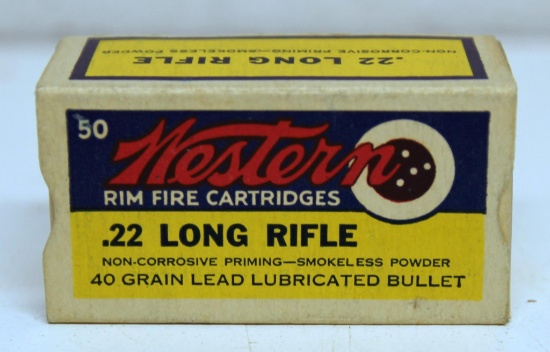 .22 LONG RIFLE
NON-CORROSIVE PRIMING—SMOKELESS POWDER
50
Western
RIM FIRE CARTRIDGES
.22 LONG RIFLE
NON-CORROSIVE PRIMING—SMOKELESS POWDER
40 GRAIN LEAD LUBRICATED BULLET